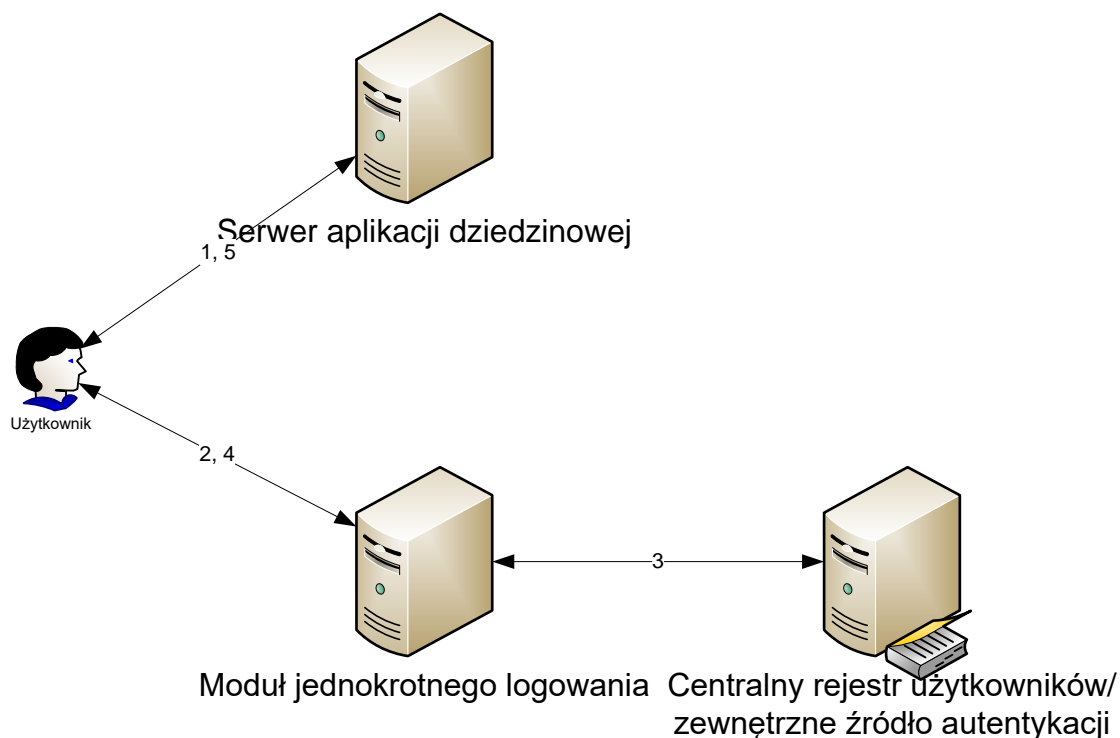 Serwer aplikacji dziedzinowej
1, 5
Użytkownik
2, 4
3
Moduł jednokrotnego logowania
Centralny rejestr użytkowników/
zewnętrzne źródło autentykacji